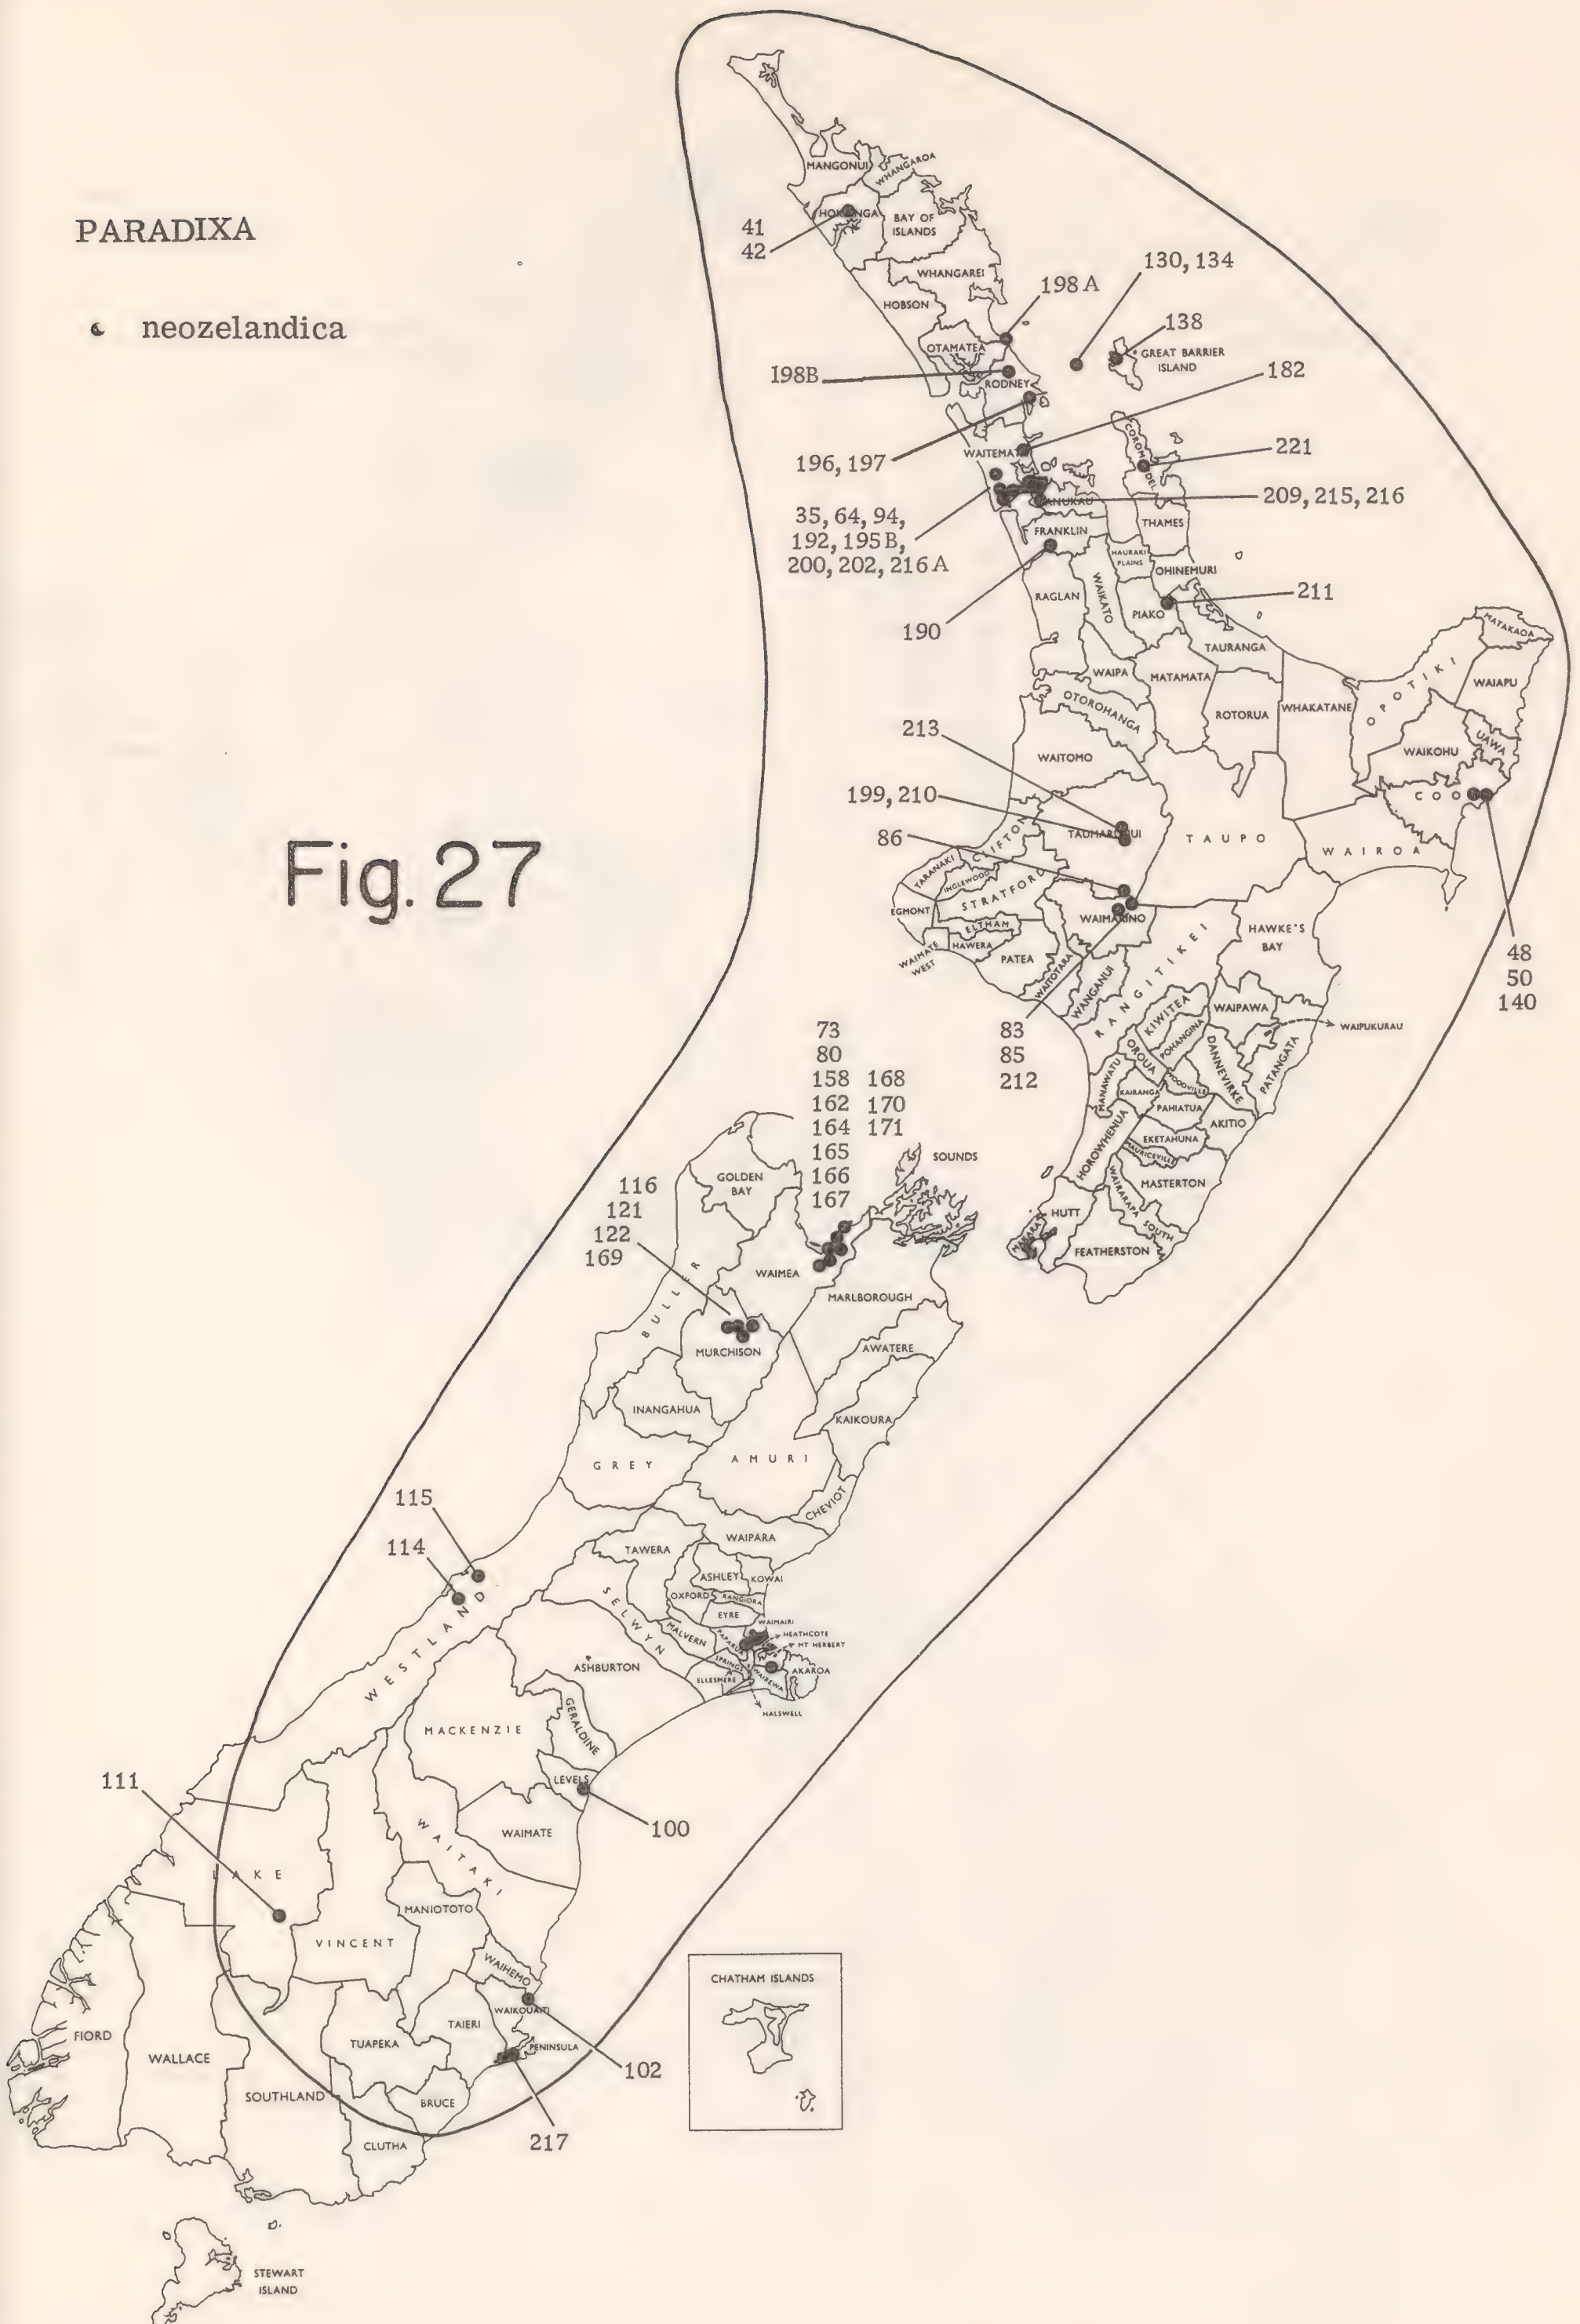 PARADIXA
neozelandica
Fig. 27
MANGONUI
WHANGAROA
HOKIANGA
BAY OF
ISLANDS
41
42
WHANGAREI
HOBSON
130, 134
198 A
138
OTAMATEA
GREAT BARRIER
ISLAND
198B
RODNEY
182
WAITEMATA
196, 197
COROMANDEL
221
MANUKAU
209, 215, 216
35, 64, 94,
192, 195B,
200, 202, 216 A
FRANKLIN
THAMES
HAURAKI
PLAINS
OHINEMURI
RAGLAN
WAIKATO
PIAKO
211
190
MATAKAOA
TAURANGA
WAIPA
MATAMATA
OPOTIKI
WAIAPU
OTOROHANGA
ROTORUA
WHAKATANE
213
WAITOMO
WAIKOHU
UAWA
199, 210
COO
86
TAUMARUNUI
TAUPO
WAIROA
CLIFTON
TARANAKI
INGLEWOOD
STRATFORD
EGMONT
WAIMARINO
ELTHAM
HAWERA
WAIMATE
WEST
PATEA
WAITOTARA
WANGANUI
RANGITIKEI
HAWKE'S
BAY
48
50
140
KIWITEA
WAIPAWA
WAIPUKURAU
POHANGINA
OROUA
DANNEVIRKE
PATANGATA
MANAWATU
KAIRANGA
WOODVILLE
PAHIATUA
AKITIO
HOROWHENUA
EKETAHUNA
MAURICEVILLE
MASTERTON
WAIRARAPA
SOUTH
HUTT
MAKARA
FEATHERSTON
83
85
212
73
80
158 168
162 170
164 171
165
166
167
SOUNDS
GOLDEN
BAY
116
121
122
169
WAIMEA
BULLER
MARLBOROUGH
MURCHISON
AWATERE
INANGAHUA
KAIKOURA
GREY
AMURI
CHEVIOT
115
114
WAIPARA
TAWERA
ASHLEY
KOWAI
OXFORD
RANGIORA
EYRE
SELWYN
MALVERN
WAIMAIRI
HEATHCOTE
MT HERBERT
PAPARUA
SPRINGS
WAIREWA
AKAROA
ELLESMERE
HALSWELL
WESTLAND
ASHBURTON
MACKENZIE
GERALDINE
LEVELS
111
100
WAIMATE
WAITAKI
LAKE
MANIOTOTO
VINCENT
WAIHEMO
WAIKOUAITI
TAIERI
PENINSULA
TUAPEKA
102
FIORD
WALLACE
SOUTHLAND
BRUCE
CLUTHA
217
CHATHAM ISLANDS
STEWART
ISLAND